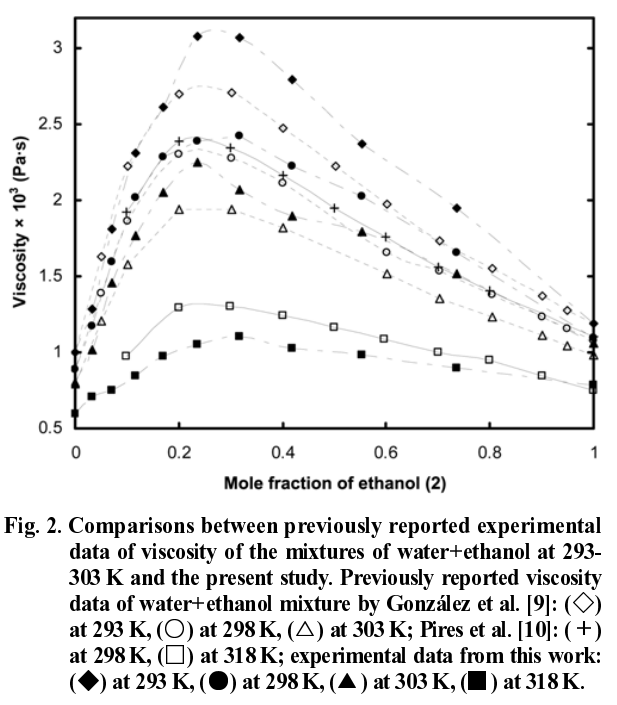 3
2.5
2
1.5
1
0.5
Viscosity × 10³ (Pa·s)
0 0.2 0.4 0.6 0.8 1
Mole fraction of ethanol (2)
Fig. 2. Comparisons between previously reported experimental
data of viscosity of the mixtures of water+ethanol at 293-
303 K and the present study. Previously reported viscosity
data of water+ethanol mixture by González et al. [9]: (◇)
at 293 K, (○) at 298 K, (△) at 303 K; Pires et al. [10]: (+)
at 298 K, (□) at 318 K; experimental data from this work:
(◆) at 293 K, (●) at 298 K, (▲) at 303 K, (■) at 318 K.